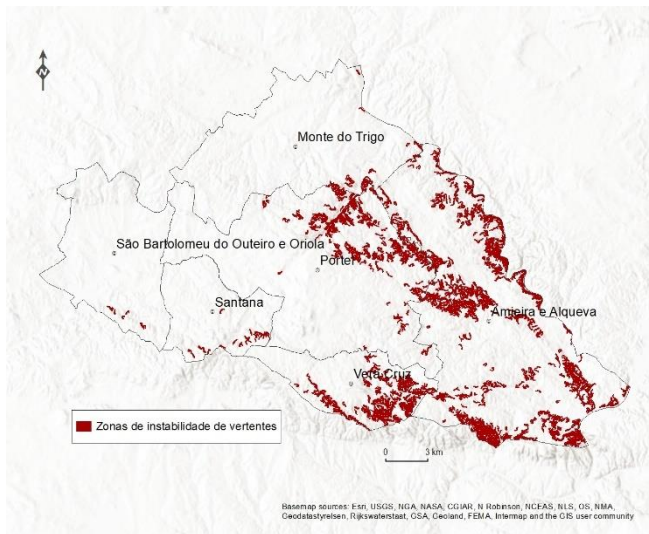 N
Monte do Trigo
São Bartolomeu do Outeiro e Oriola
Portel
Santana
Amieira e Alqueva
Vera Cruz
Zonas de instabilidade de vertentes
0 3 km
Basemap sources: Esri, USGS, NGA, NASA, CGIAR, N Robinson, NCEAS, NLS, OS, NMA,
Geodatastyrelsen, Rijkswaterstaat, GSA, Geoland, FEMA, Intermap and the GIS user community